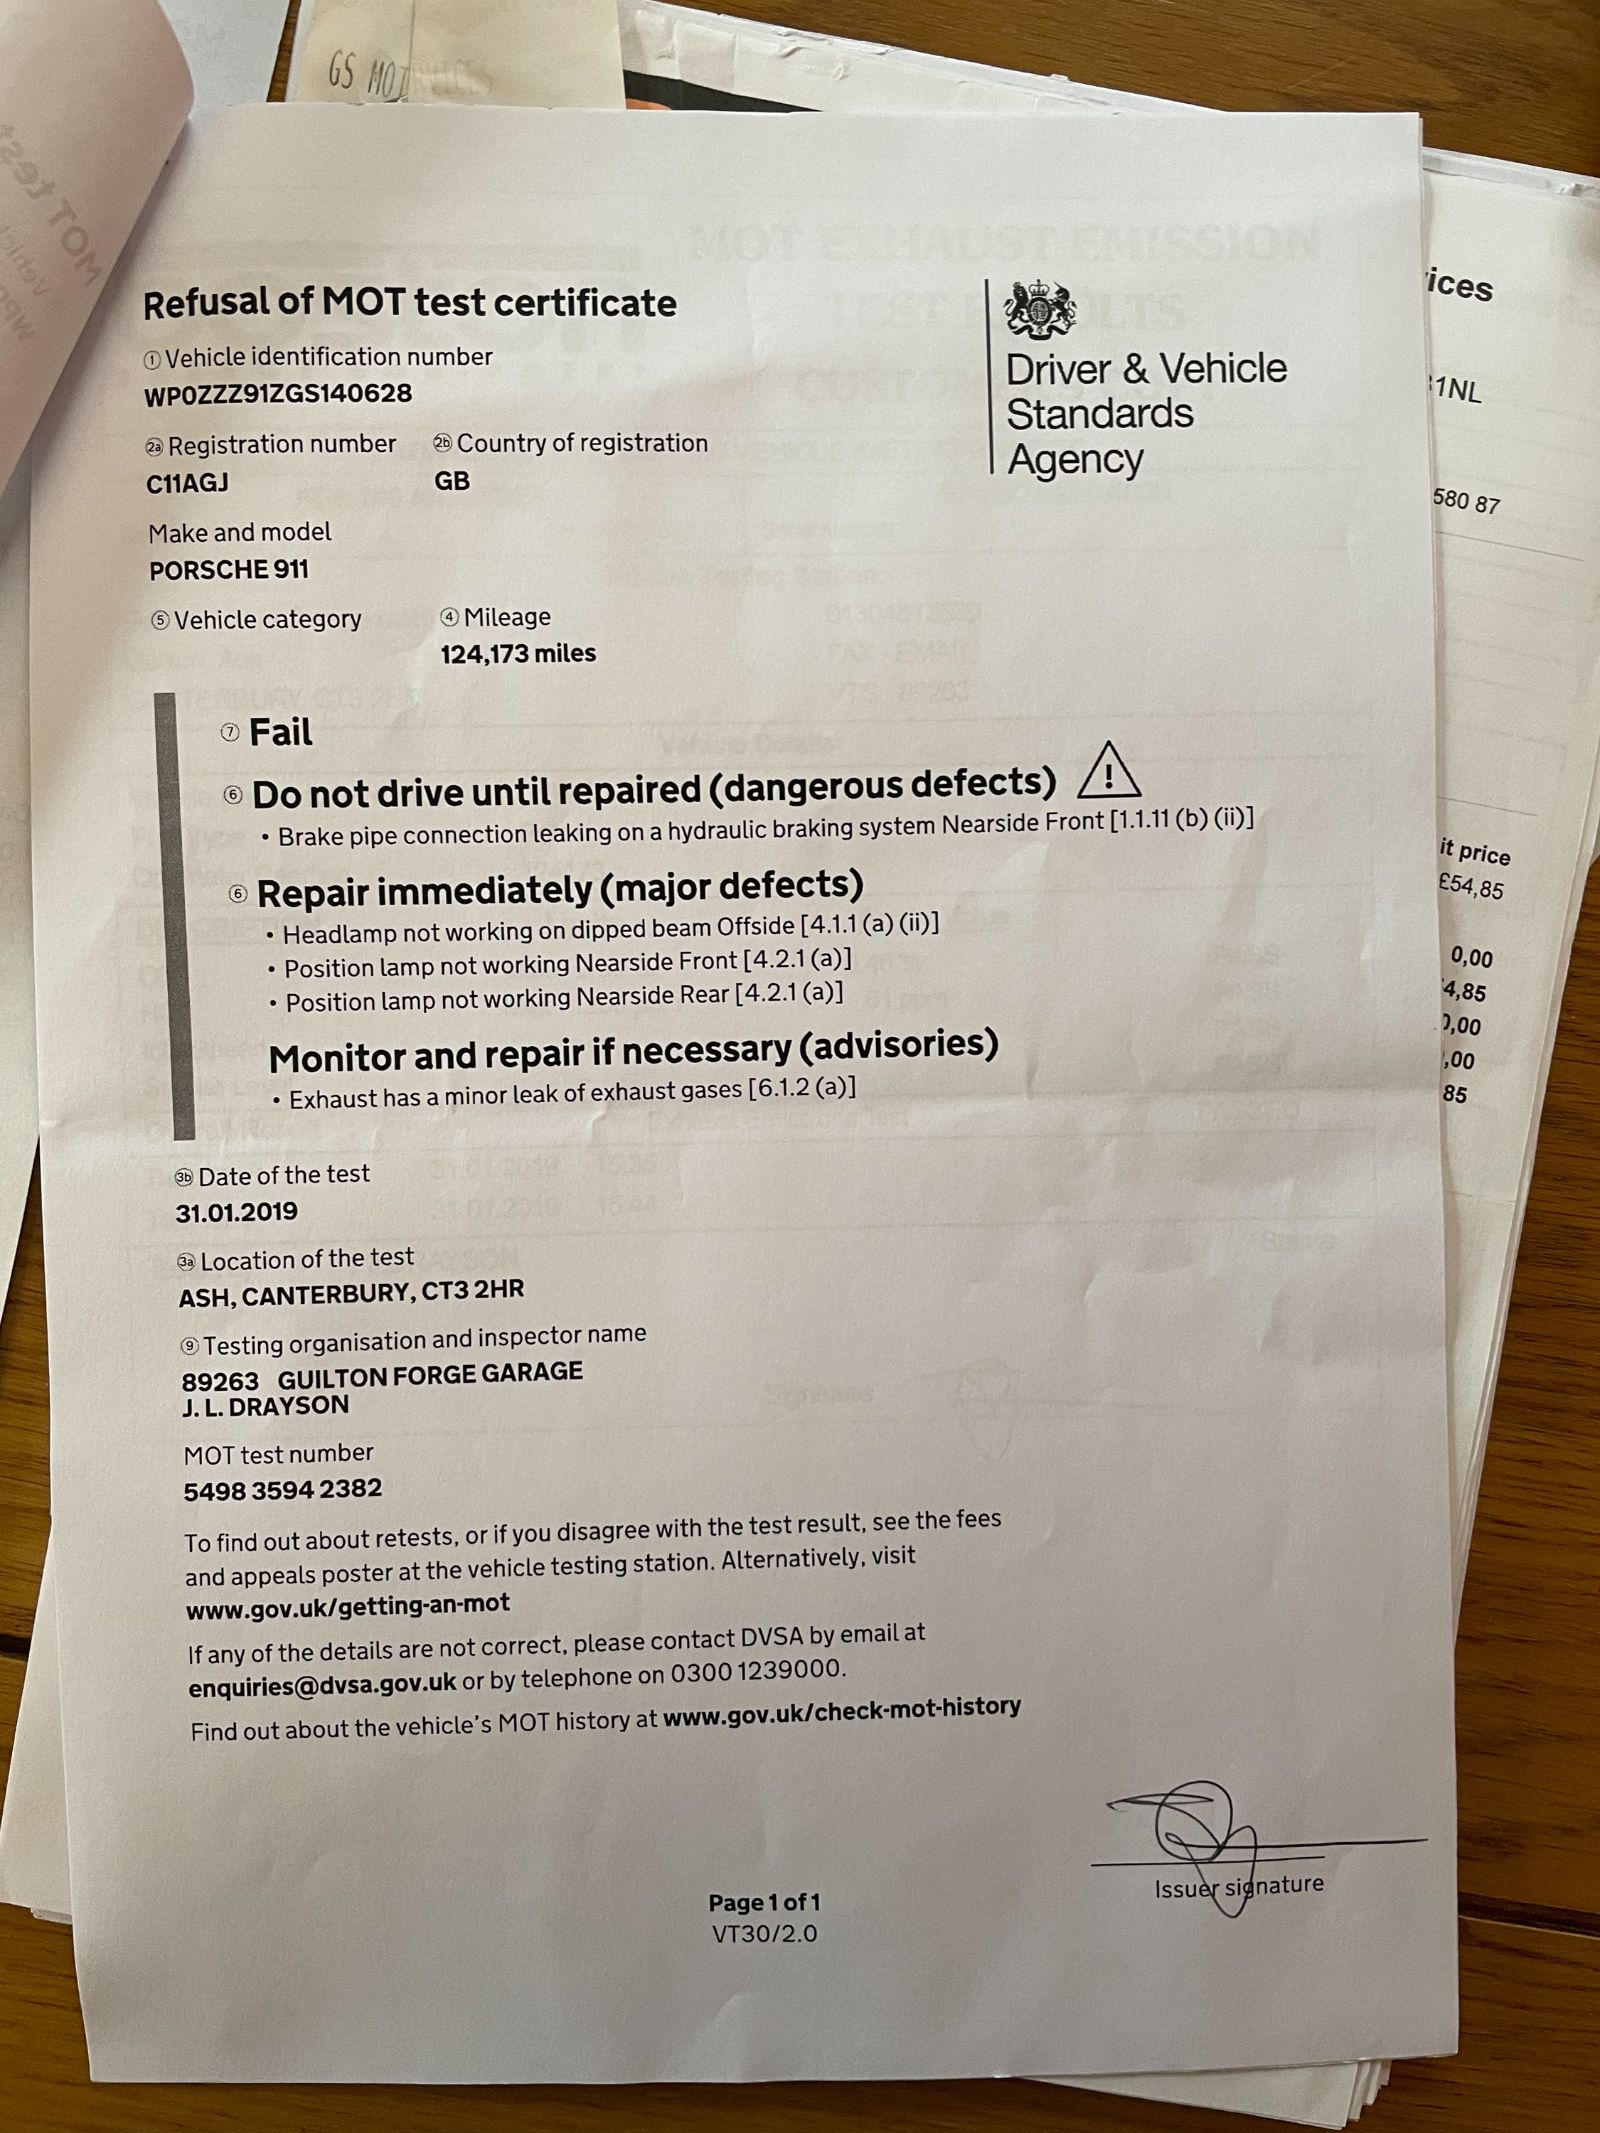 GS MOT
Refusal of MOT test certificate
1 Vehicle identification number
WP0ZZZ91ZGS140628
2a Registration number 2b Country of registration
C11AGJ GB
Make and model
PORSCHE 911
5 Vehicle category 4 Mileage
124,173 miles
Driver & Vehicle
Standards
Agency
7 Fail
6 Do not drive until repaired (dangerous defects)
• Brake pipe connection leaking on a hydraulic braking system Nearside Front [1.1.11 (b) (ii)]
6 Repair immediately (major defects)
• Headlamp not working on dipped beam Offside [4.1.1 (a) (ii)]
• Position lamp not working Nearside Front [4.2.1 (a)]
• Position lamp not working Nearside Rear [4.2.1 (a)]
Monitor and repair if necessary (advisories)
• Exhaust has a minor leak of exhaust gases [6.1.2 (a)]
3b Date of the test
31.01.2019
3a Location of the test
ASH, CANTERBURY, CT3 2HR
9 Testing organisation and inspector name
89263 GUILTON FORGE GARAGE
J. L. DRAYSON
MOT test number
5498 3594 2382
To find out about retests, or if you disagree with the test result, see the fees
and appeals poster at the vehicle testing station. Alternatively, visit
www.gov.uk/getting-an-mot
If any of the details are not correct, please contact DVSA by email at
enquiries@dvsa.gov.uk or by telephone on 0300 1239000.
Find out about the vehicle's MOT history at www.gov.uk/check-mot-history
Issuer signature
Page 1 of 1
VT30/2.0
ices
1NL
580 87
it price
£54,85
0,00
4,85
0,00
,00
85